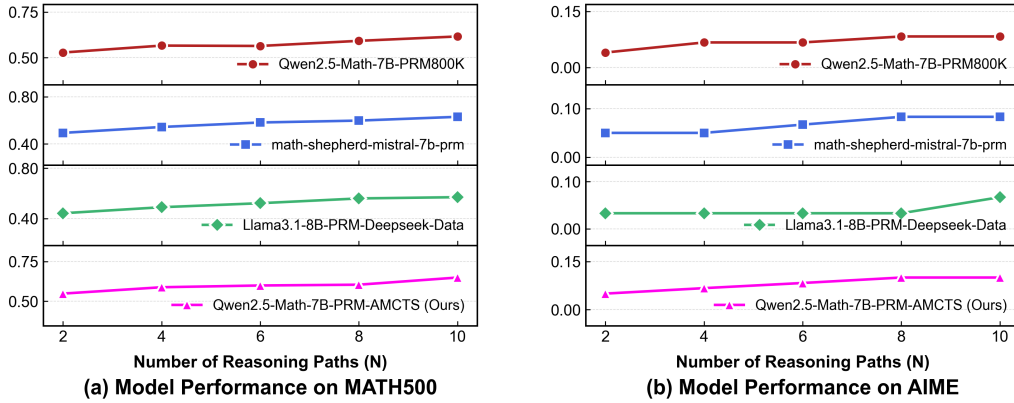 0.75
0.50
Qwen2.5-Math-7B-PRM800K
0.80
0.40
math-shepherd-mistral-7b-prm
0.80
0.40
Llama3.1-8B-PRM-Deepseek-Data
0.75
0.50
Qwen2.5-Math-7B-PRM-AMCTS (Ours)
2 4 6 8 10
Number of Reasoning Paths (N)
(a) Model Performance on MATH500
0.15
0.00
Qwen2.5-Math-7B-PRM800K
0.10
0.00
math-shepherd-mistral-7b-prm
0.10
0.00
Llama3.1-8B-PRM-Deepseek-Data
0.15
0.00
Qwen2.5-Math-7B-PRM-AMCTS (Ours)
2 4 6 8 10
Number of Reasoning Paths (N)
(b) Model Performance on AIME